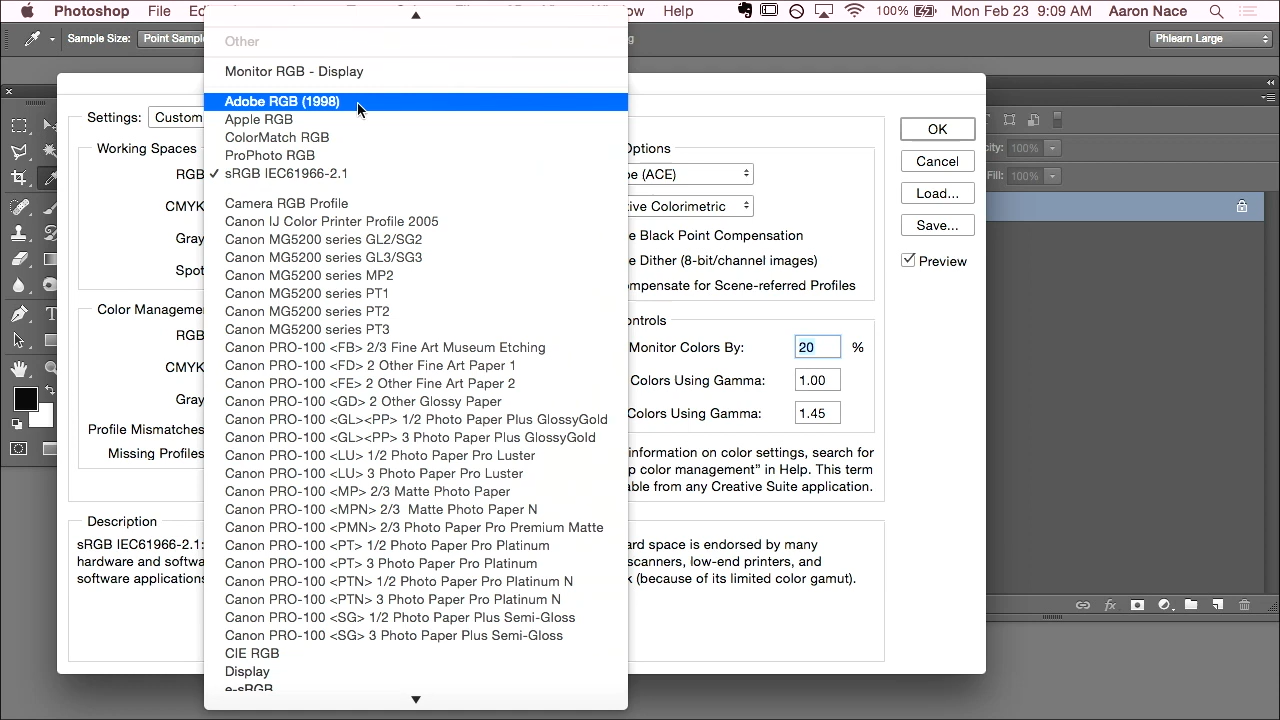 Photoshop File Help 100% Mon Feb 23 9:09 AM Aaron Nace
Sample Size: Point Sample Phlearn Large
Other
Monitor RGB - Display
Adobe RGB (1998)
Apple RGB
ColorMatch RGB
ProPhoto RGB
✓ sRGB IEC61966-2.1
Camera RGB Profile
Canon IJ Color Printer Profile 2005
Canon MG5200 series GL2/SG2
Canon MG5200 series GL3/SG3
Canon MG5200 series MP2
Canon MG5200 series PT1
Canon MG5200 series PT2
Canon MG5200 series PT3
Canon PRO-100 <FB> 2/3 Fine Art Museum Etching
Canon PRO-100 <FD> 2 Other Fine Art Paper 1
Canon PRO-100 <FE> 2 Other Fine Art Paper 2
Canon PRO-100 <GD> 2 Other Glossy Paper
Canon PRO-100 <GL><PP> 1/2 Photo Paper Plus GlossyGold
Canon PRO-100 <GL><PP> 3 Photo Paper Plus GlossyGold
Canon PRO-100 <LU> 1/2 Photo Paper Pro Luster
Canon PRO-100 <LU> 3 Photo Paper Pro Luster
Canon PRO-100 <MP> 2/3 Matte Photo Paper
Canon PRO-100 <MPN> 2/3 Matte Photo Paper N
Canon PRO-100 <PMN> 2/3 Photo Paper Pro Premium Matte
Canon PRO-100 <PT> 1/2 Photo Paper Pro Platinum
Canon PRO-100 <PT> 3 Photo Paper Pro Platinum
Canon PRO-100 <PTN> 1/2 Photo Paper Pro Platinum N
Canon PRO-100 <PTN> 3 Photo Paper Pro Platinum N
Canon PRO-100 <SG> 1/2 Photo Paper Plus Semi-Gloss
Canon PRO-100 <SG> 3 Photo Paper Plus Semi-Gloss
CIE RGB
Display
e-sRGB
Settings: Custom
Working Spaces
RGB
CMYK
Gray
Spot
Color Manageme
RGB
CMYK
Gray
Profile Mismatches
Missing Profiles
Description
sRGB IEC61966-2.1:
hardware and softwa
software applications
Options
e (ACE)
ive Colorimetric
e Black Point Compensation
e Dither (8-bit/channel images)
mpensate for Scene-referred Profiles
ontrols
Monitor Colors By: 20 %
Colors Using Gamma: 1.00
Colors Using Gamma: 1.45
information on color settings, search for
p color management” in Help. This term
able from any Creative Suite application.
rd space is endorsed by many
scanners, low-end printers, and
k (because of its limited color gamut).
OK
Cancel
Load...
Save...
Preview
100%
Fill: 100%
fx